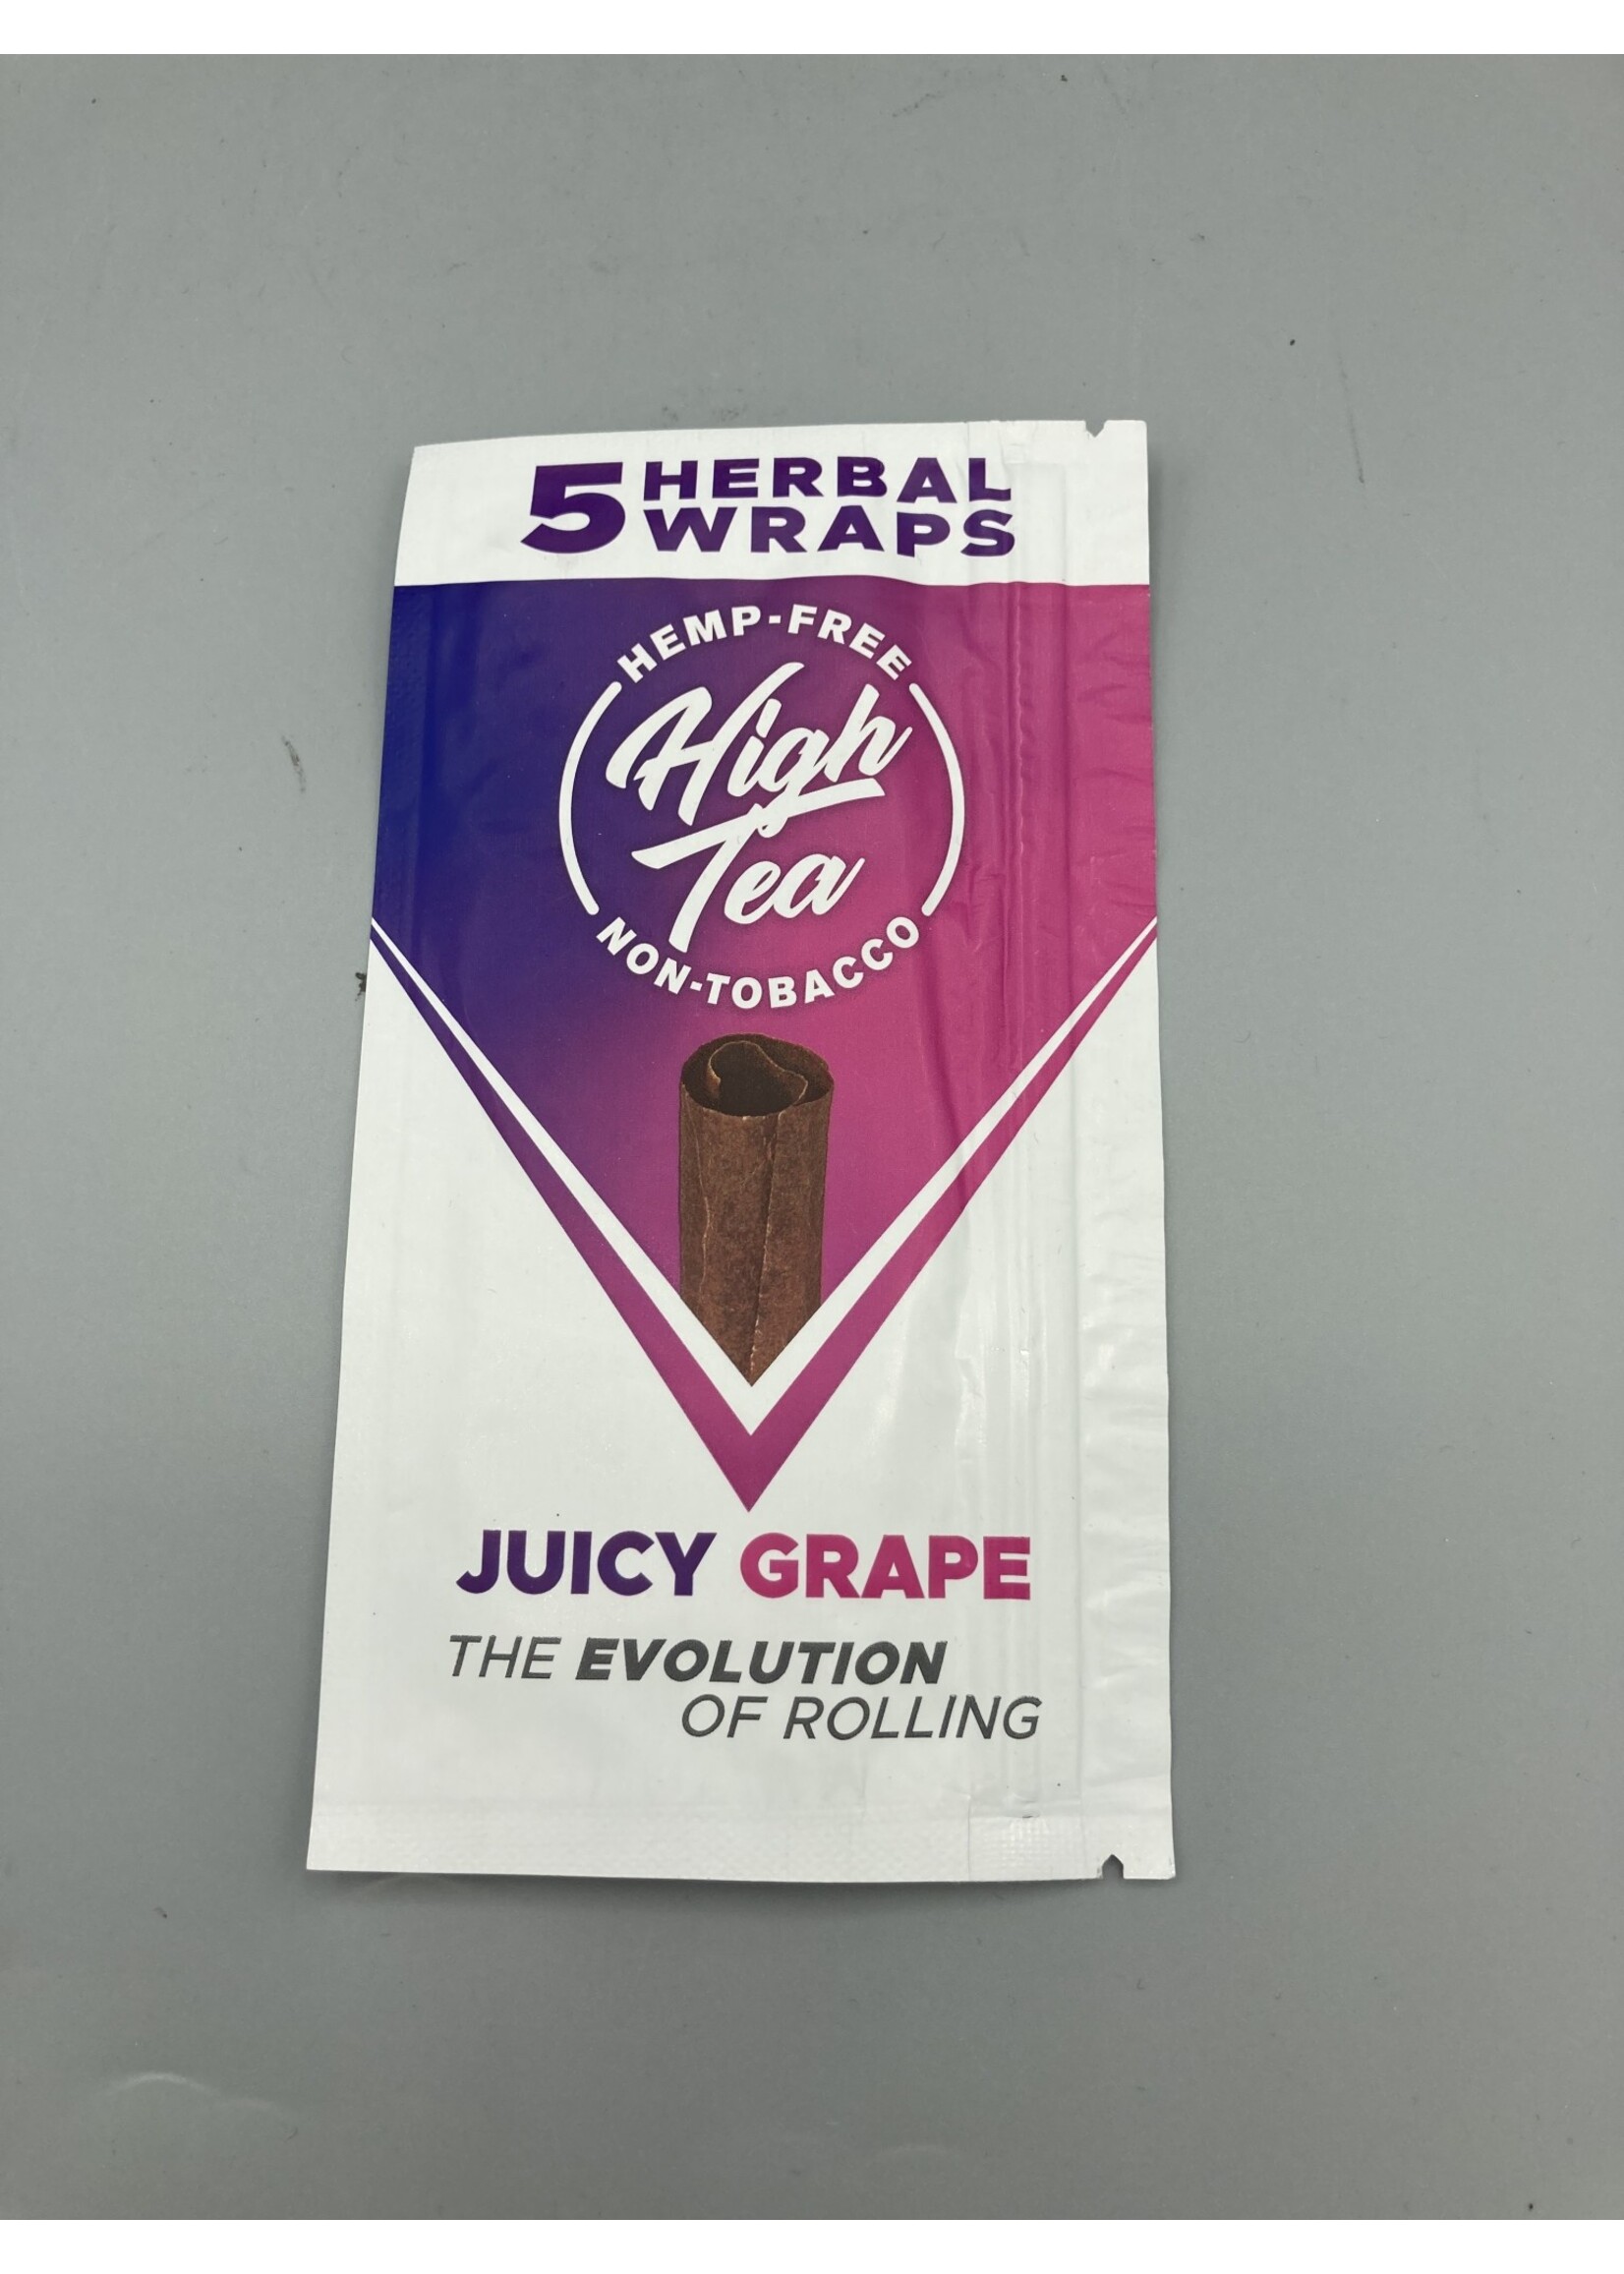 5 HERBAL
WRAPS
HEMP-FREE
High
Tea
NON-TOBACCO
JUICY GRAPE
THE EVOLUTION
OF ROLLING